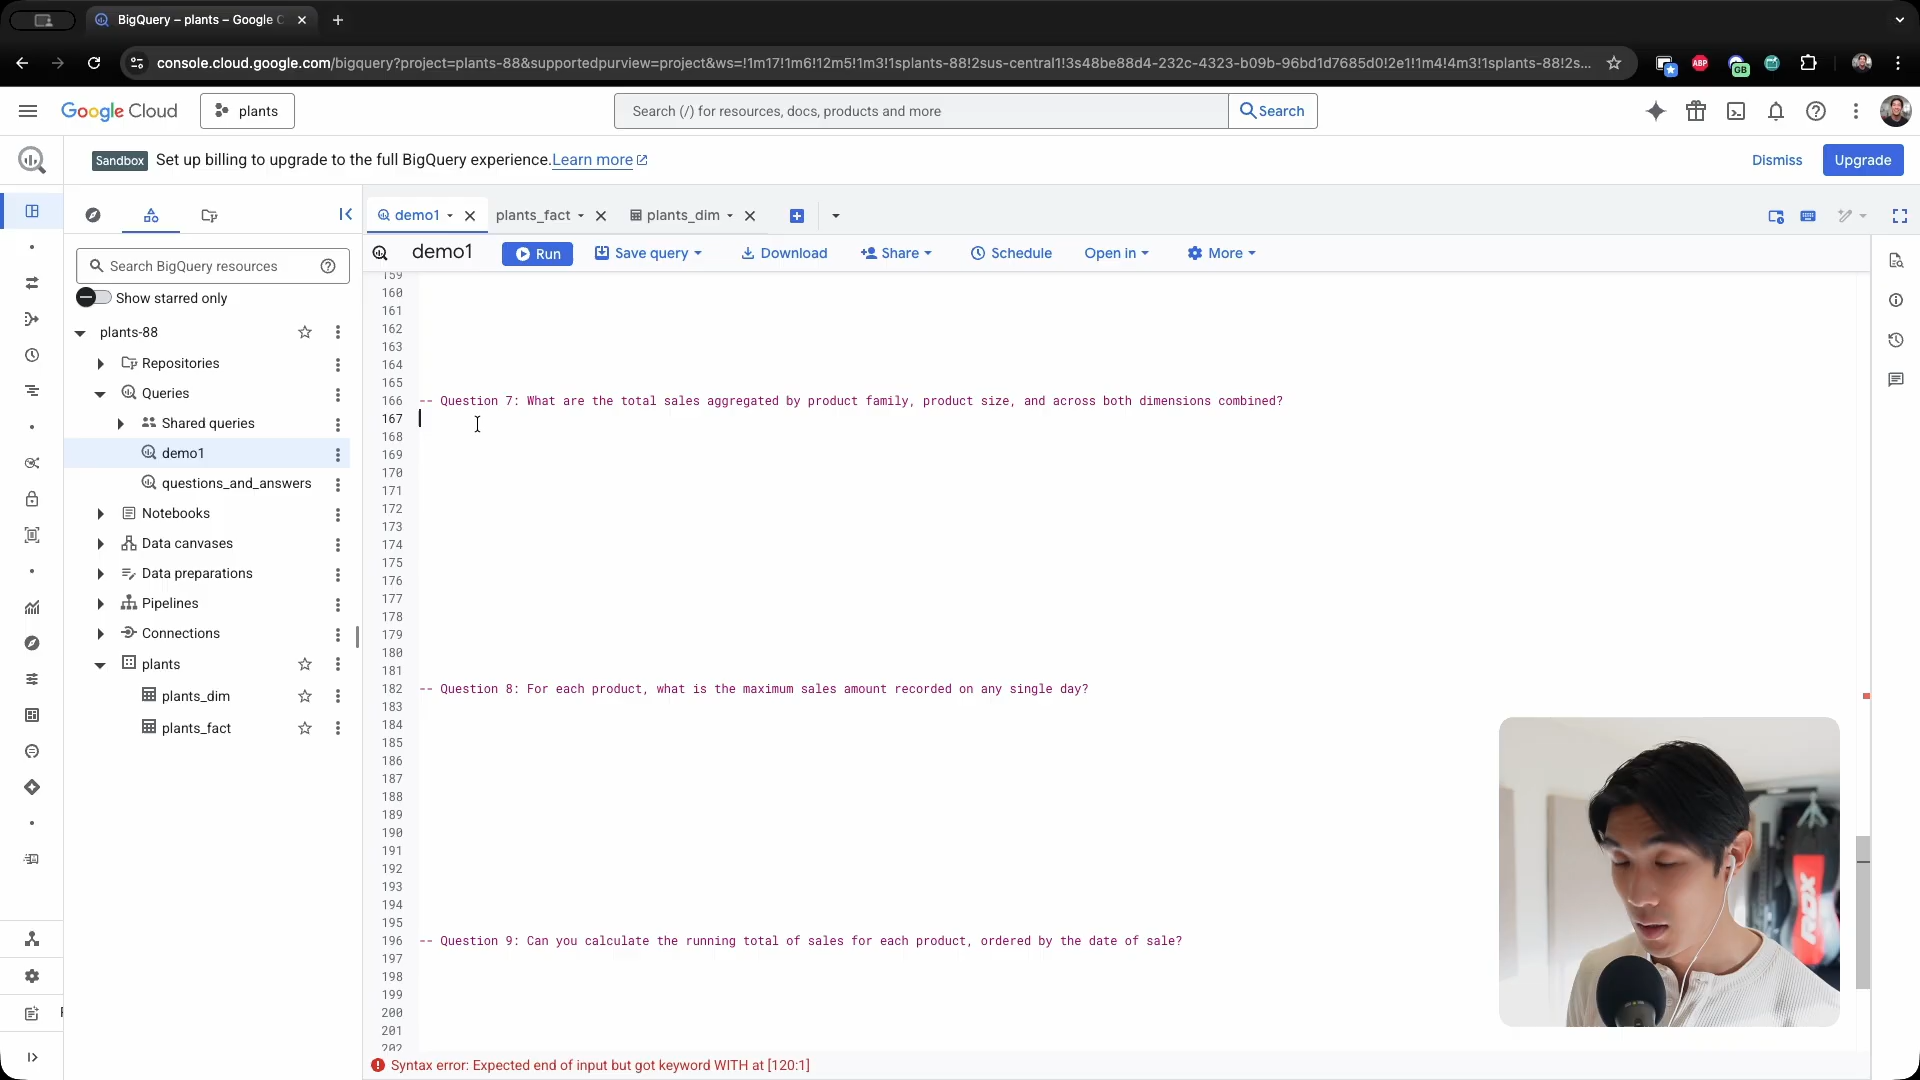 BigQuery – plants – Google C
console.cloud.google.com/bigquery?project=plants-88&supportedpurview=project&ws=!1m17!1m6!12m5!1m3!1splants-88!2sus-central1!3s48be88d4-232c-4323-b09b-96bd1d7685d0!2e1!1m4!4m3!1splants-88!2s...
ABP
GB
Google Cloud
plants
Search (/) for resources, docs, products and more
Search
Sandbox
Set up billing to upgrade to the full BigQuery experience. Learn more
Dismiss
Upgrade
demo1
plants_fact
plants_dim
demo1
Run
Save query
Download
Share
Schedule
Open in
More
Search BigQuery resources
Show starred only
plants-88
Repositories
Queries
Shared queries
demo1
questions_and_answers
Notebooks
Data canvases
Data preparations
Pipelines
Connections
plants
plants_dim
plants_fact
159
160
161
162
163
164
165
166 -- Question 7: What are the total sales aggregated by product family, product size, and across both dimensions combined?
167
168
169
170
171
172
173
174
175
176
177
178
179
180
181
182 -- Question 8: For each product, what is the maximum sales amount recorded on any single day?
183
184
185
186
187
188
189
190
191
192
193
194
195
196 -- Question 9: Can you calculate the running total of sales for each product, ordered by the date of sale?
197
198
199
200
201
202
RDX
Syntax error: Expected end of input but got keyword WITH at [120:1]